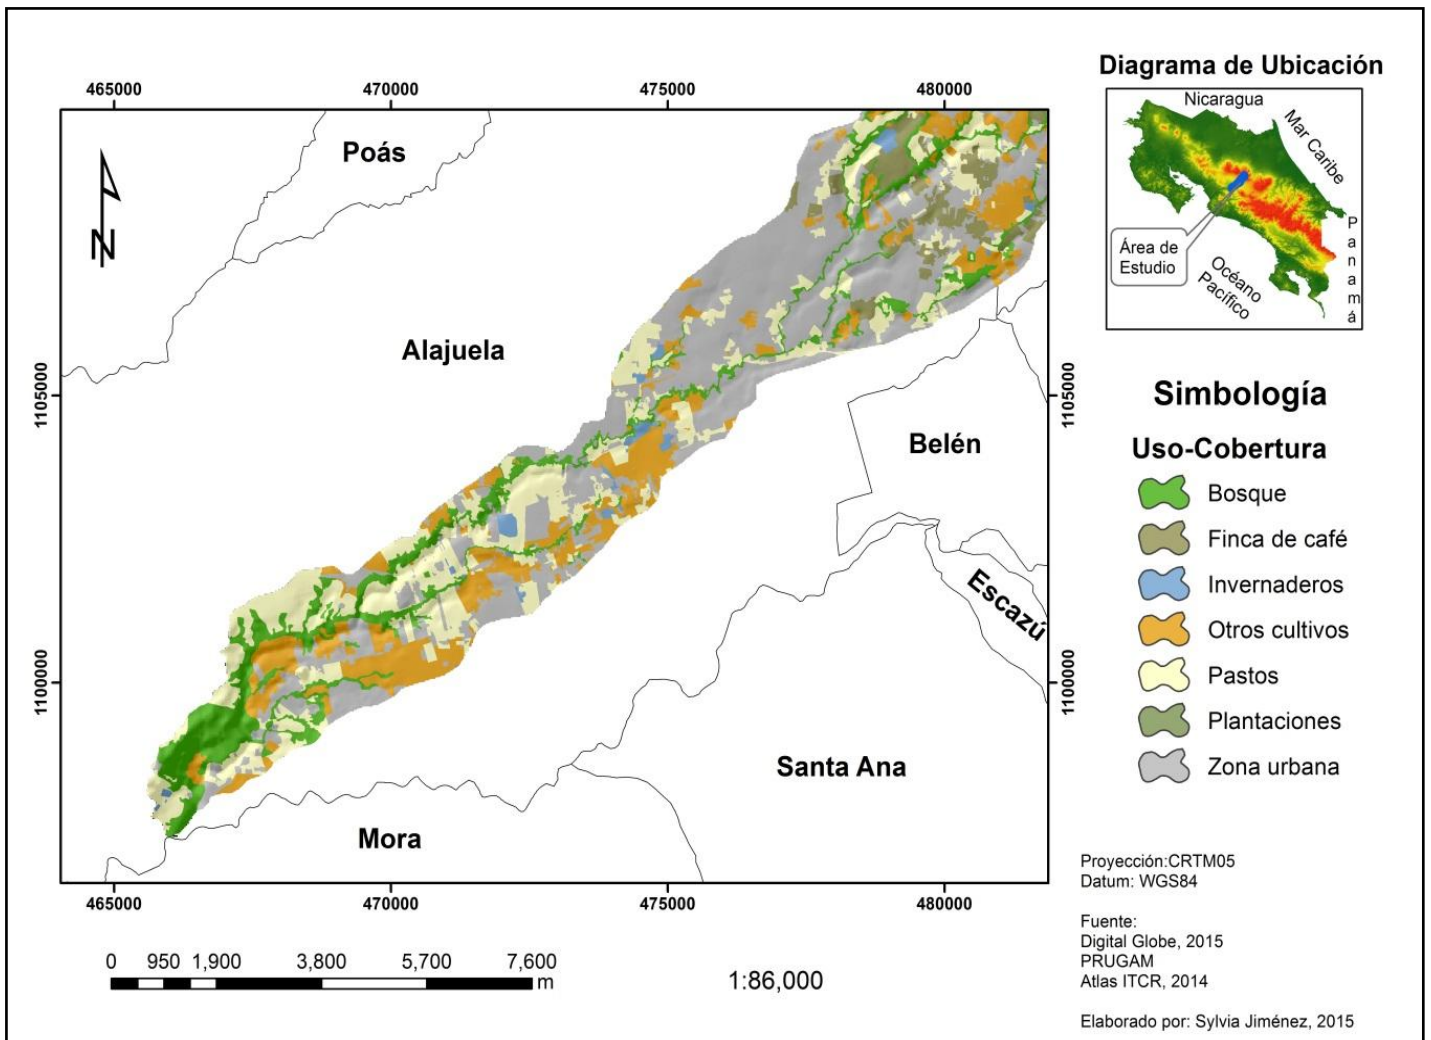 465000
470000
475000
480000
Poás
Alajuela
N
1105000
1105000
Belén
Escazú
1100000
1100000
Santa Ana
Mora
465000
470000
475000
480000
0 950 1,900 3,800 5,700 7,600
m
1:86,000
Diagrama de Ubicación
Nicaragua
Mar Caribe
Panamá
Área de
Estudio
Océano
Pacífico
Simbología
Uso-Cobertura
Bosque
Finca de café
Invernaderos
Otros cultivos
Pastos
Plantaciones
Zona urbana
Proyección:CRTM05
Datum: WGS84
Fuente:
Digital Globe, 2015
PRUGAM
Atlas ITCR, 2014
Elaborado por: Sylvia Jiménez, 2015